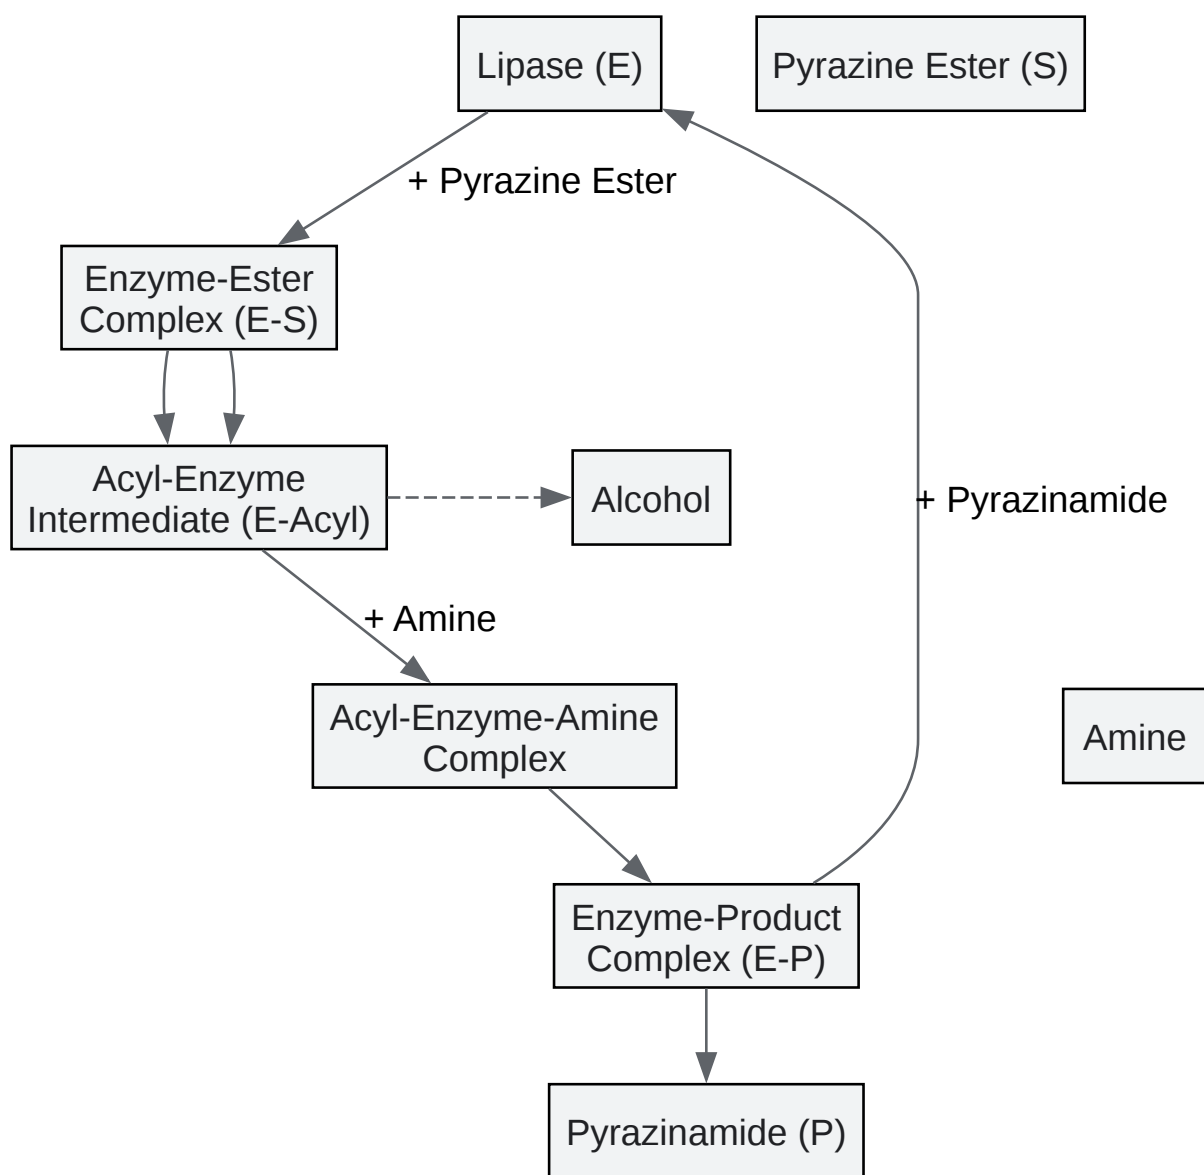 Lipase (E)
Pyrazine Ester (S)
+ Pyrazine Ester
Enzyme-Ester
Complex (E-S)
Acyl-Enzyme
Intermediate (E-Acyl)
Alcohol
+ Pyrazinamide
+ Amine
Acyl-Enzyme-Amine
Complex
Amine
Enzyme-Product
Complex (E-P)
Pyrazinamide (P)